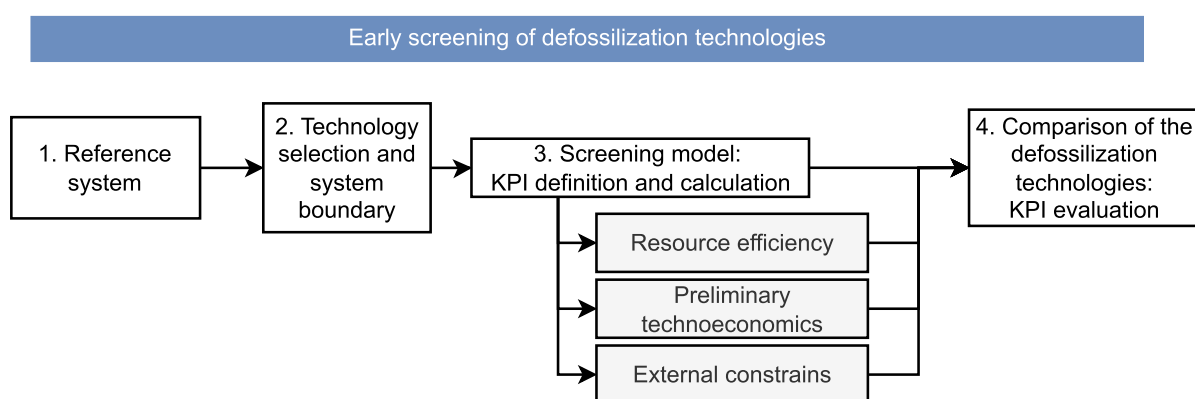 Early screening of defossilization technologies
1. Reference
system
2. Technology
selection and
system
boundary
3. Screening model:
KPI definition and calculation
Resource efficiency
Preliminary
technoeconomics
External constrains
4. Comparison of the
defossilization
technologies:
KPI evaluation